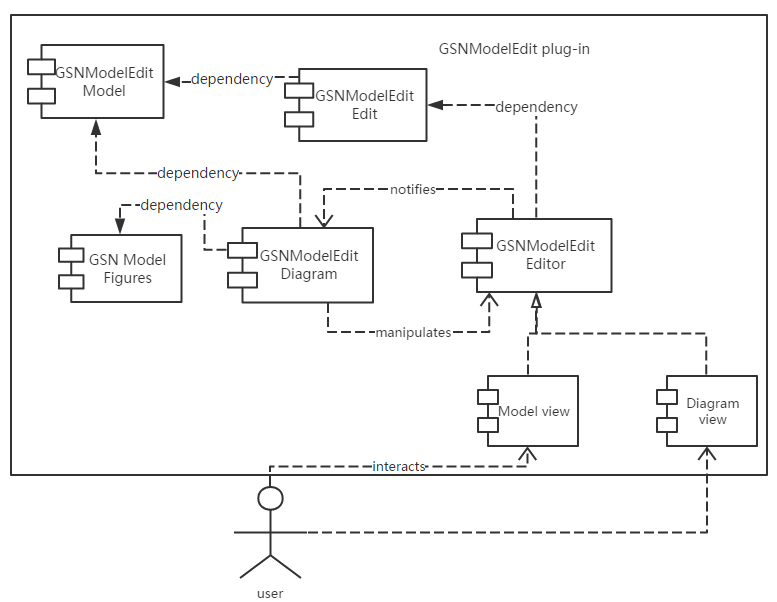 GSNModelEdit plug-in
GSNModelEdit
Model
dependency
GSNModelEdit
Edit
dependency
dependency
notifies
dependency
GSN Model
Figures
GSNModelEdit
Diagram
GSNModelEdit
Editor
manipulates
Model view
Diagram
view
interacts
user